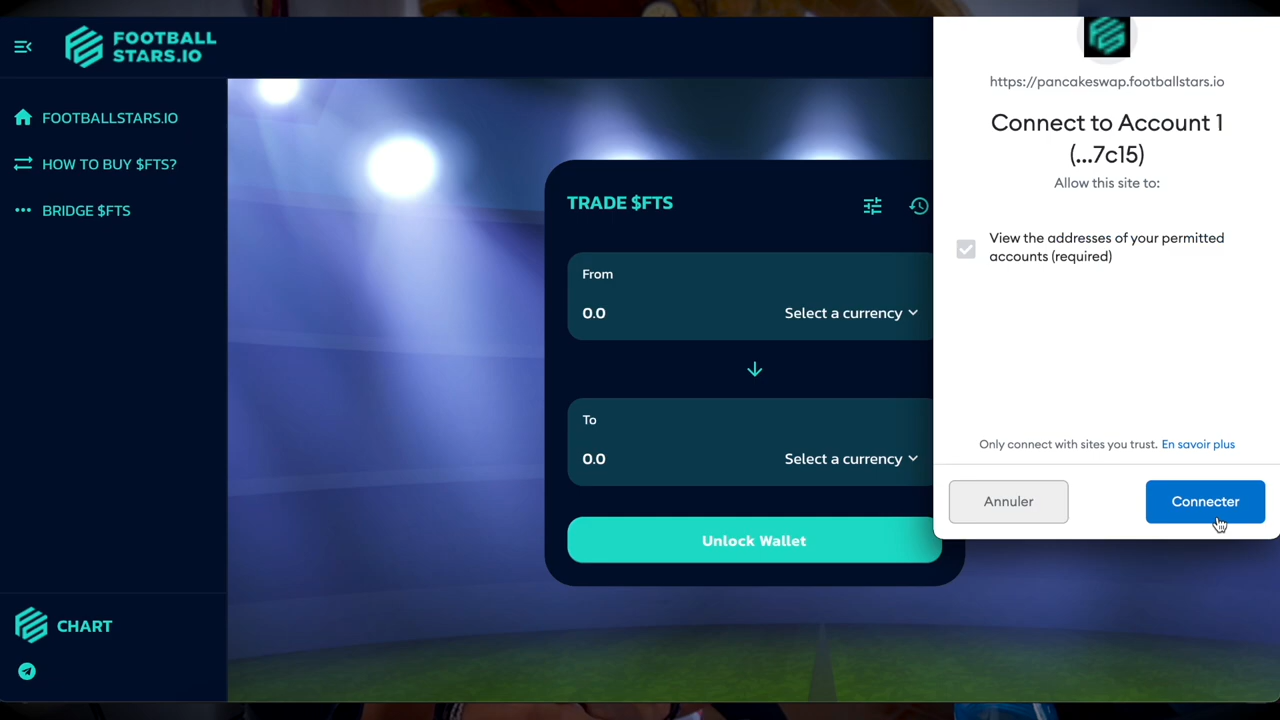 FOOTBALL
STARS.IO
FOOTBALLSTARS.IO
HOW TO BUY $FTS?
BRIDGE $FTS
CHART
TRADE $FTS
From
0.0
Select a currency
To
0.0
Select a currency
Unlock Wallet
https://pancakeswap.footballstars.io
Connect to Account 1
(...7c15)
Allow this site to:
View the addresses of your permitted
accounts (required)
Only connect with sites you trust. En savoir plus
Annuler
Connecter